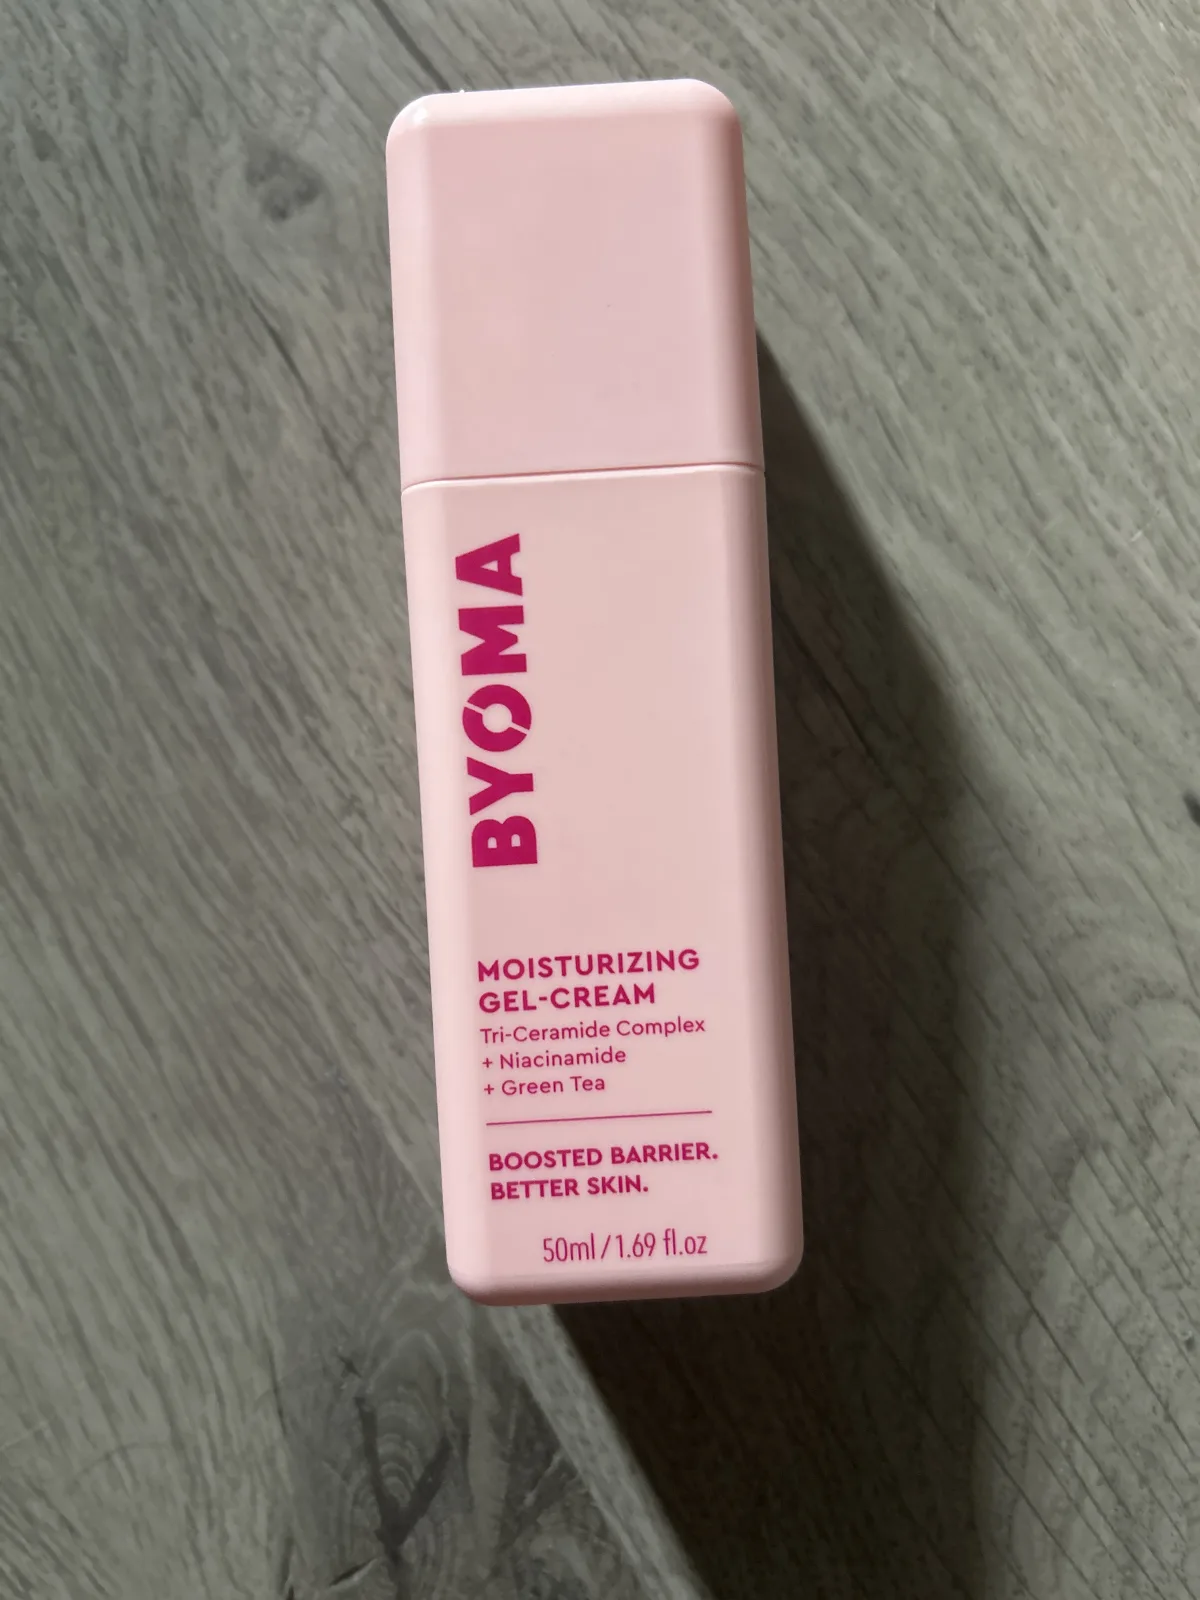 BYOMA
MOISTURIZING
GEL-CREAM
Tri-Ceramide Complex
+ Niacinamide
+ Green Tea
BOOSTED BARRIER.
BETTER SKIN.
50ml/1.69 fl.oz